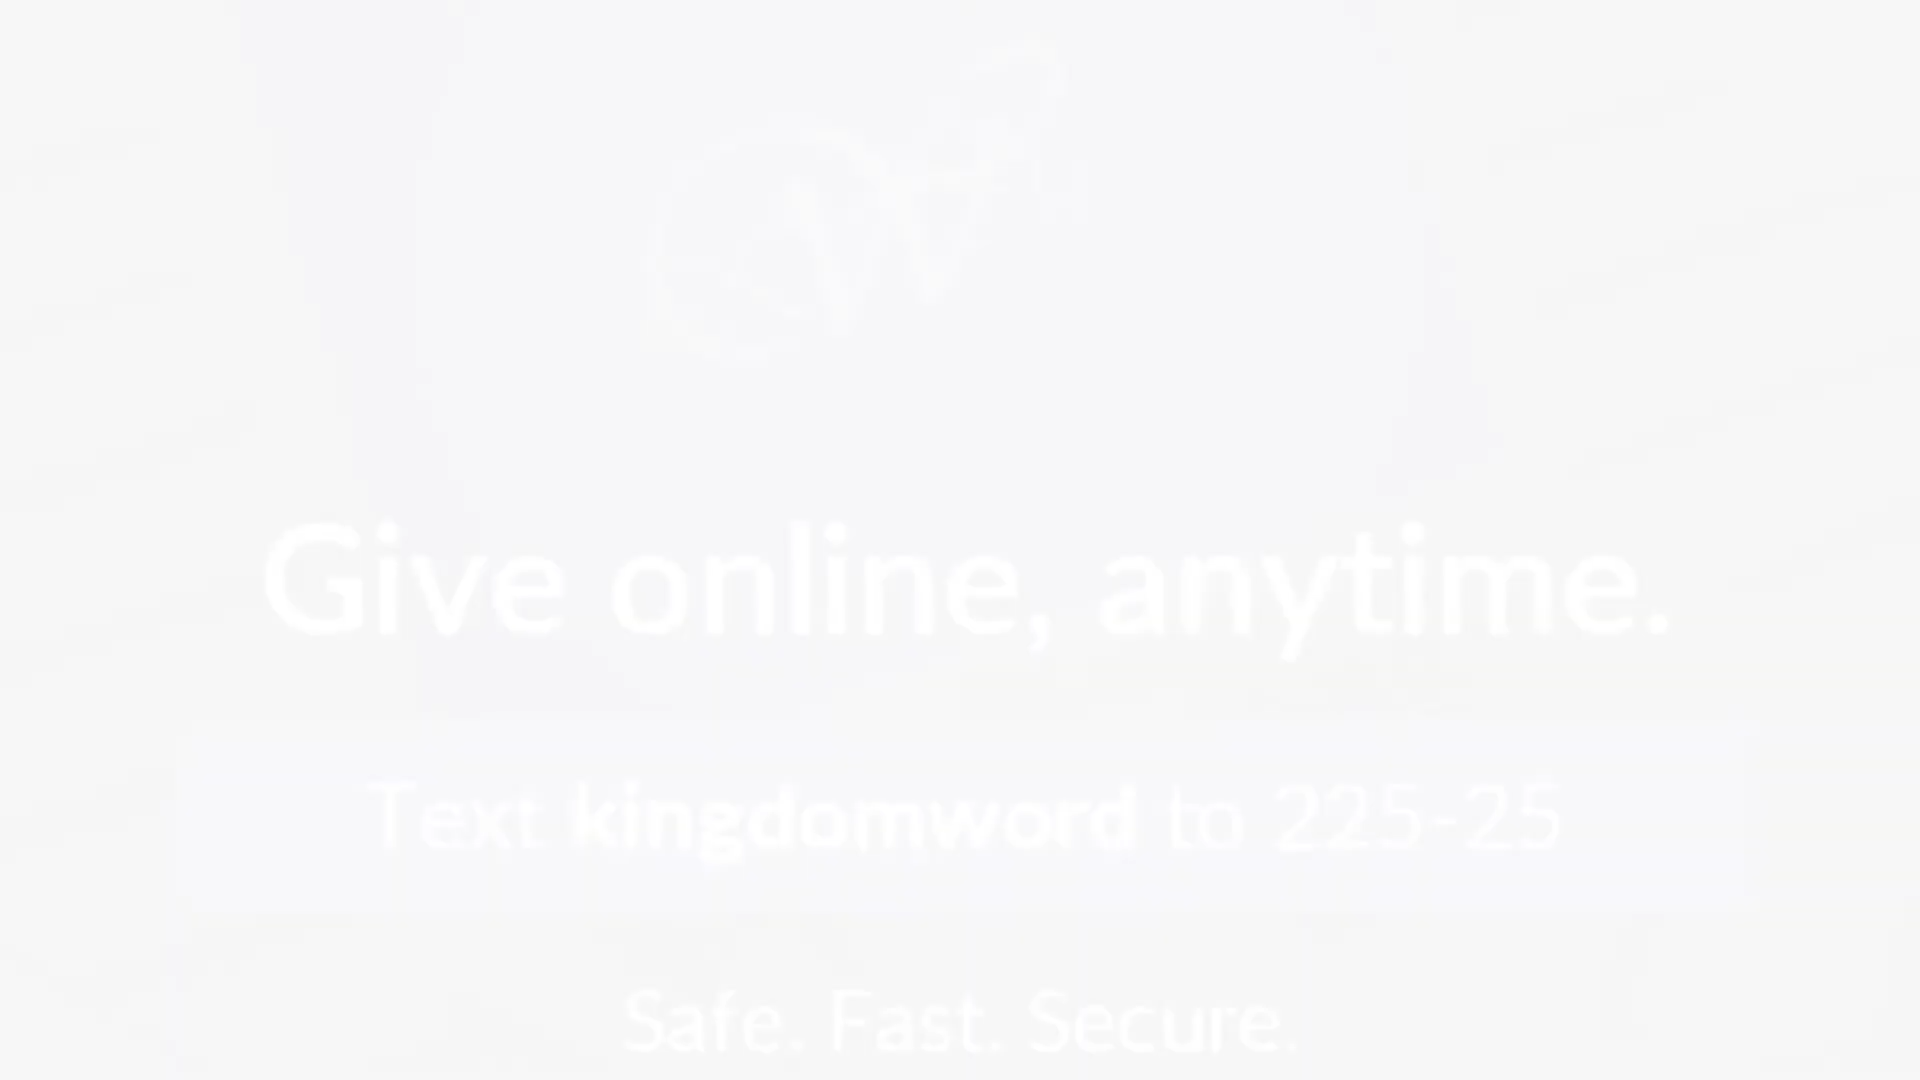 Give online, anytime.
Text kingdomword to 225-25
Safe. Fast. Secure.